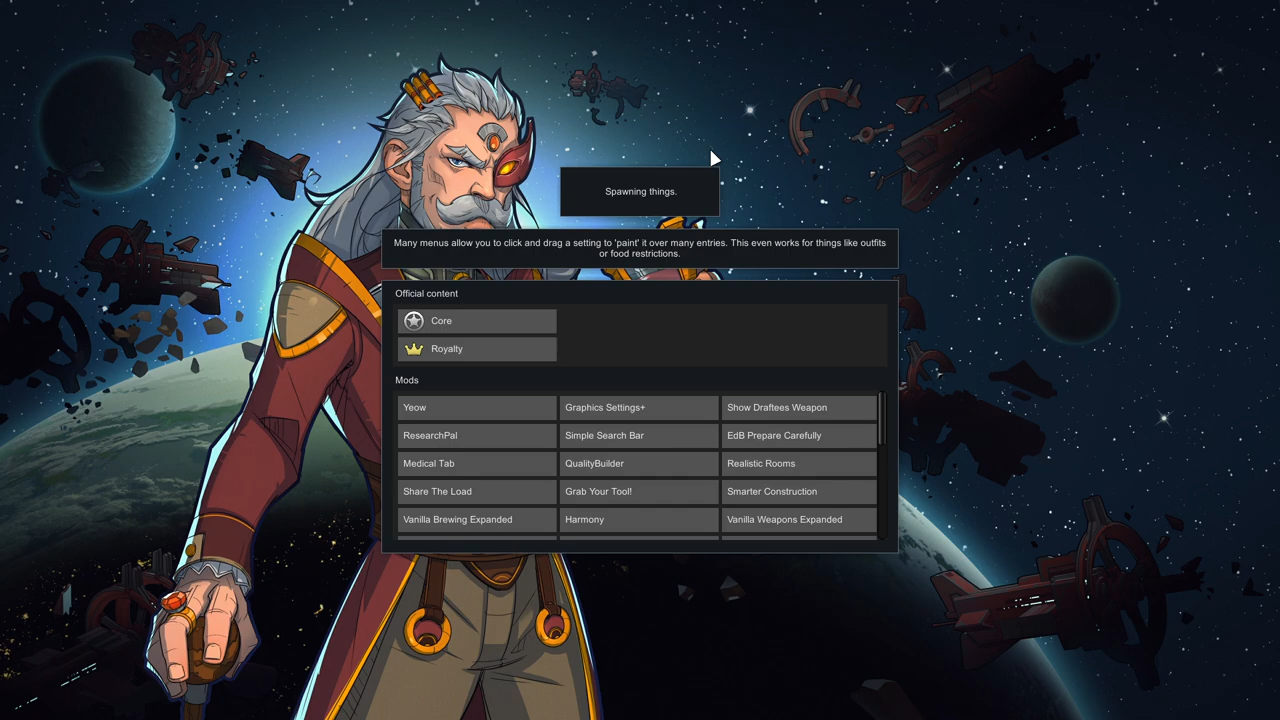 Spawning things.
Many menus allow you to click and drag a setting to 'paint' it over many entries. This even works for things like outfits
or food restrictions.
Official content
Core
Royalty
Mods
Yeow
Graphics Settings+
Show Draftees Weapon
ResearchPal
Simple Search Bar
EdB Prepare Carefully
Medical Tab
QualityBuilder
Realistic Rooms
Share The Load
Grab Your Tool!
Smarter Construction
Vanilla Brewing Expanded
Harmony
Vanilla Weapons Expanded